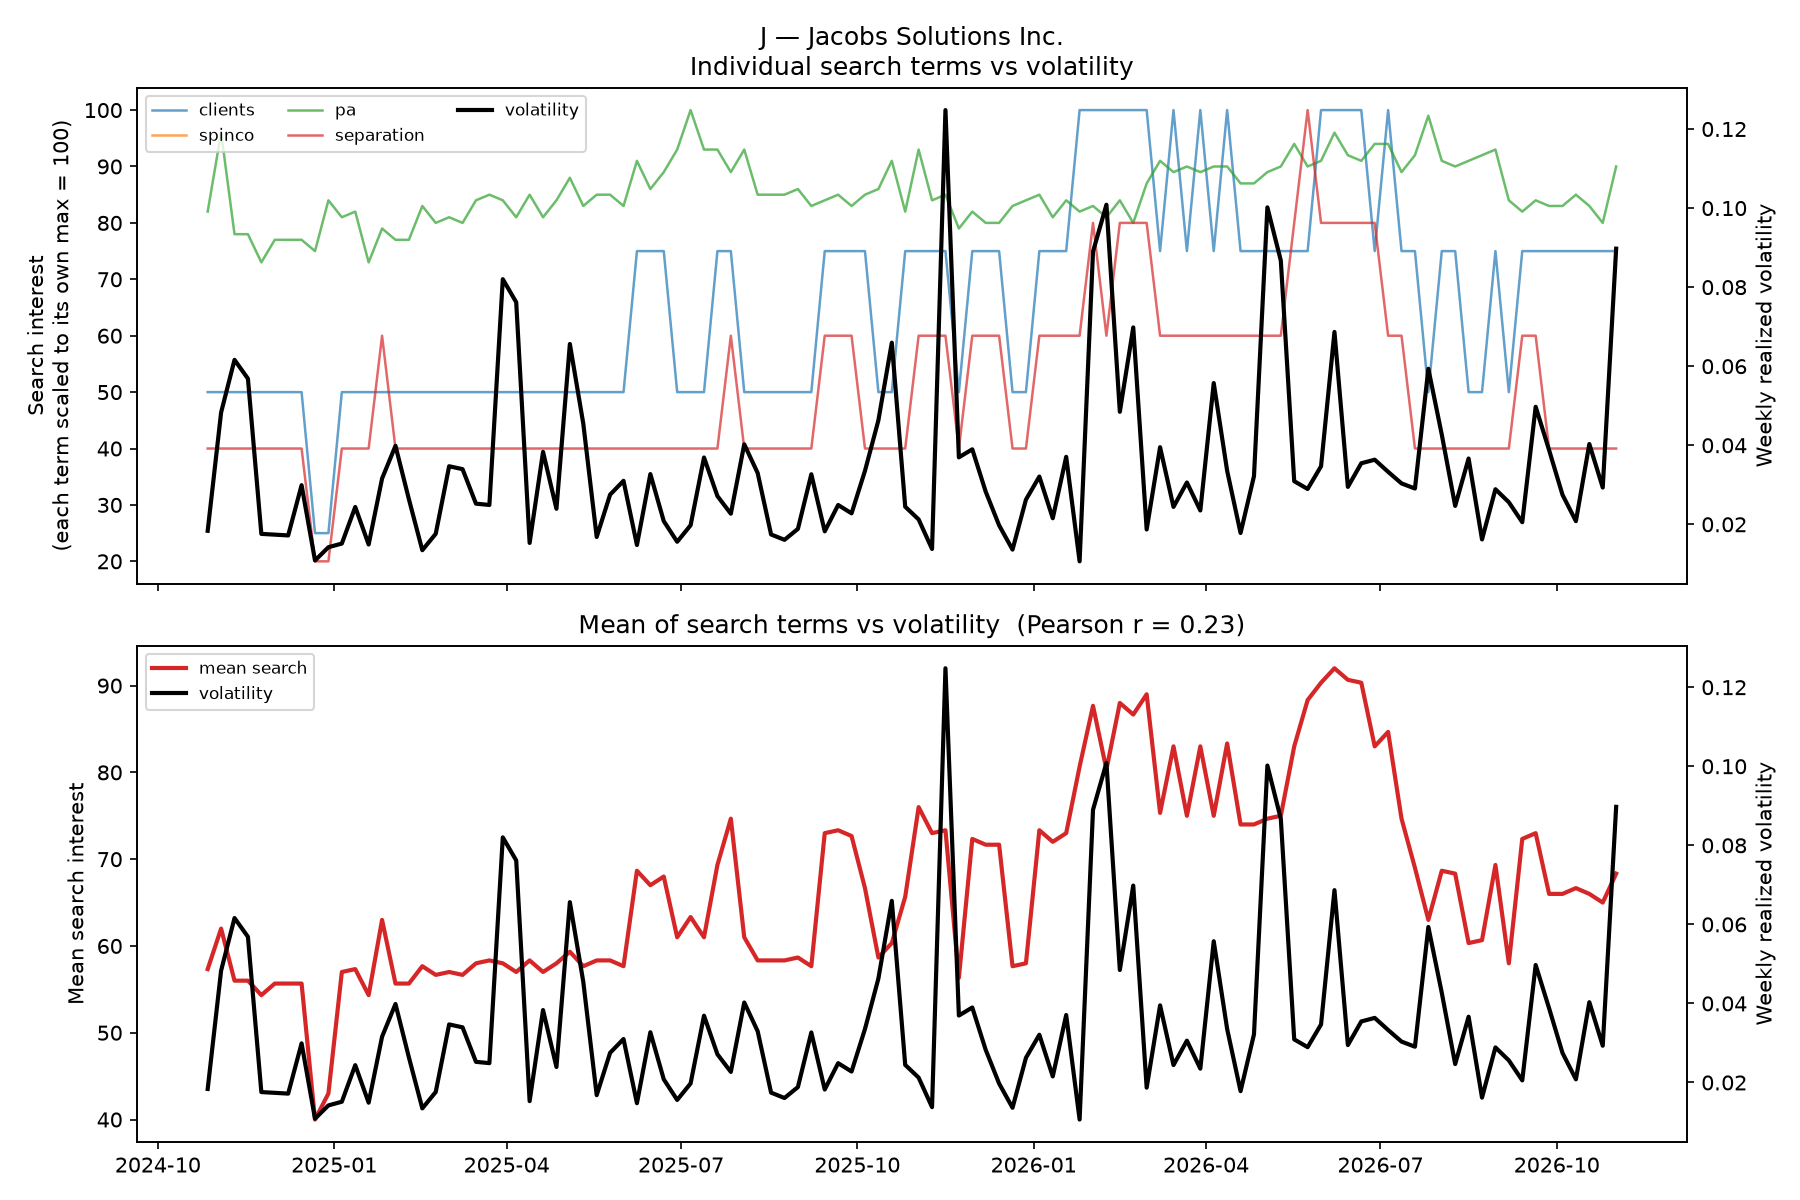 J — Jacobs Solutions Inc.
Individual search terms vs volatility
clients
spinco
pa
separation
volatility
Search interest
(each term scaled to its own max = 100)
100
90
80
70
60
50
40
30
20
0.12
0.10
0.08
0.06
0.04
0.02
Weekly realized volatility
Mean of search terms vs volatility (Pearson r = 0.23)
mean search
volatility
Mean search interest
90
80
70
60
50
40
0.12
0.10
0.08
0.06
0.04
0.02
Weekly realized volatility
2024-10
2025-01
2025-04
2025-07
2025-10
2026-01
2026-04
2026-07
2026-10